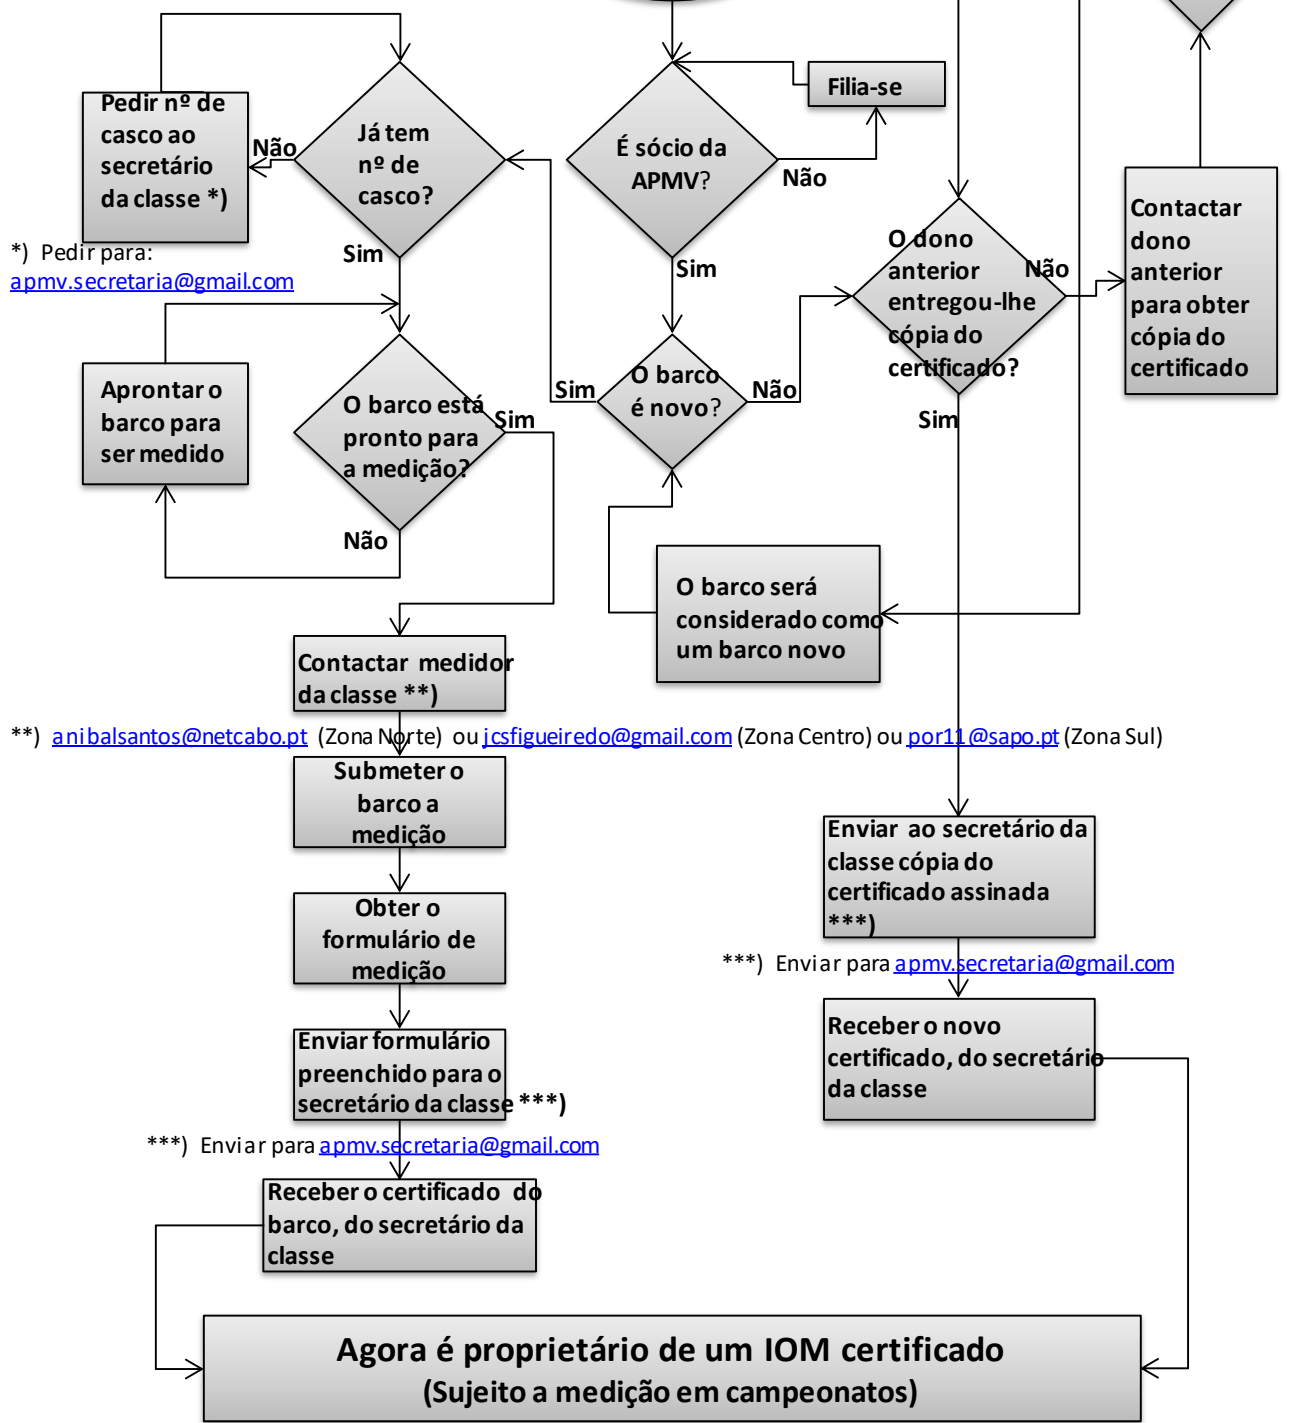 Filia-se
Pedir nº de
casco ao
secretário
da classe *)
Não
Já tem
nº de
casco?
É sócio da
APMV?
Não
Contactar
dono
anterior
para obter
cópia do
certificado
*) Pedir para:
apmv.secretaria@gmail.com
Sim
Sim
O dono
anterior
entregou-lhe
cópia do
certificado?
Não
Aprontar o
barco para
ser medido
O barco está
pronto para
a medição?
Sim
Sim
O barco
é novo?
Não
Sim
Não
O barco será
considerado como
um barco novo
Contactar medidor
da classe **)
**) anibalsantos@netcabo.pt (Zona Norte) ou jcsfigueiredo@gmail.com (Zona Centro) ou por11@sapo.pt (Zona Sul)
Submeter o
barco a
medição
Enviar ao secretário da
classe cópia do
certificado assinada
***)
Obter o
formulário de
medição
***) Enviar para apmv.secretaria@gmail.com
Enviar formulário
preenchido para o
secretário da classe ***)
Receber o novo
certificado, do secretário
da classe
***) Enviar para apmv.secretaria@gmail.com
Receber o certificado do
barco, do secretário da
classe
Agora é proprietário de um IOM certificado
(Sujeito a medição em campeonatos)